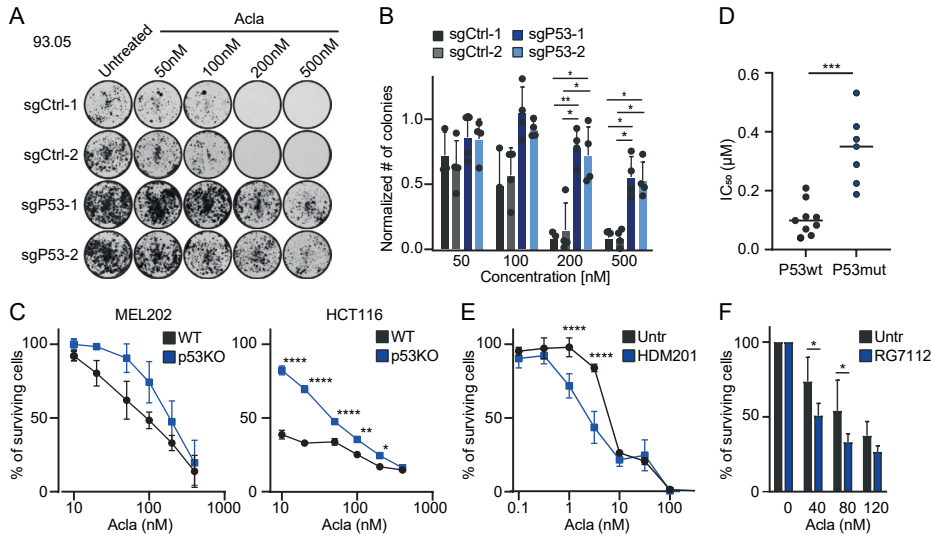 A
93.05
Acla
Untreated
50nM
100nM
200nM
500nM
sgCtrl-1
sgCtrl-2
sgP53-1
sgP53-2
B
sgCtrl-1 sgP53-1
sgCtrl-2 sgP53-2
Normalized # of colonies
1.0
0.5
0.0
** * * *
* * * *
50 100 200 500
Concentration [nM]
D
***
IC₅₀ (µM)
0.6
0.4
0.2
0.0
P53wt P53mut
C
MEL202
WT
p53KO
% of surviving cells
100
50
0
10 100 1000
Acla (nM)
HCT116
WT
p53KO
**** **** **** ** *
100
50
0
10 100 1000
Acla (nM)
E
Untr
HDM201
**** ****
% of surviving cells
100
50
0
0.1 1 10 100
Acla (nM)
F
Untr
RG7112
* *
% of surviving cells
100
50
0
0 40 80 120
Acla (nM)